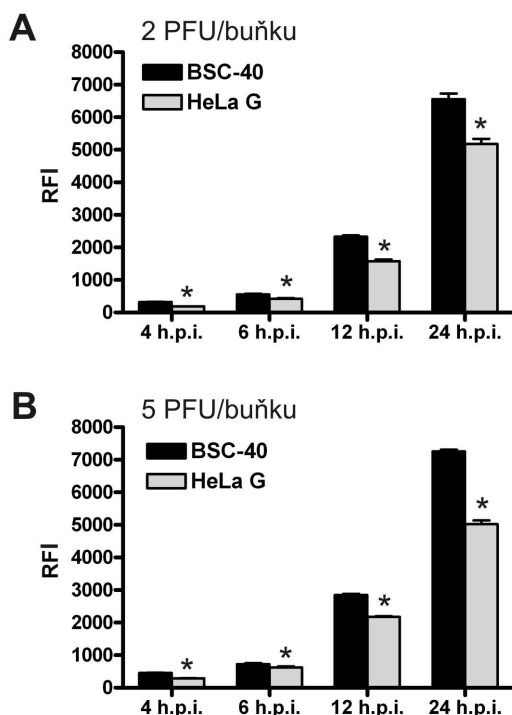 A
2 PFU/buňku
8000
7000
6000
5000
4000
3000
2000
1000
0
RFI
BSC-40
HeLa G
*
*
*
*
4 h.p.i.
6 h.p.i.
12 h.p.i.
24 h.p.i.
B
5 PFU/buňku
8000
7000
6000
5000
4000
3000
2000
1000
0
RFI
BSC-40
HeLa G
*
*
*
*
4 h.p.i.
6 h.p.i.
12 h.p.i.
24 h.p.i.